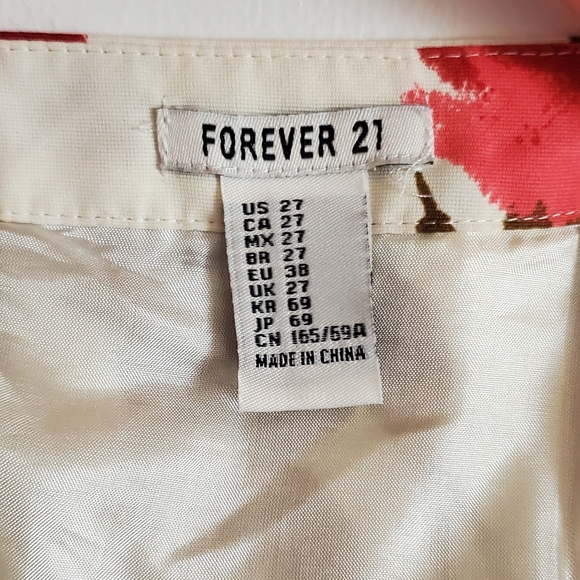 FOREVER 21
US 27
CA 27
MX 27
BR 27
EU 38
UK 27
KR 69
JP 69
CN 165/69A
MADE IN CHINA